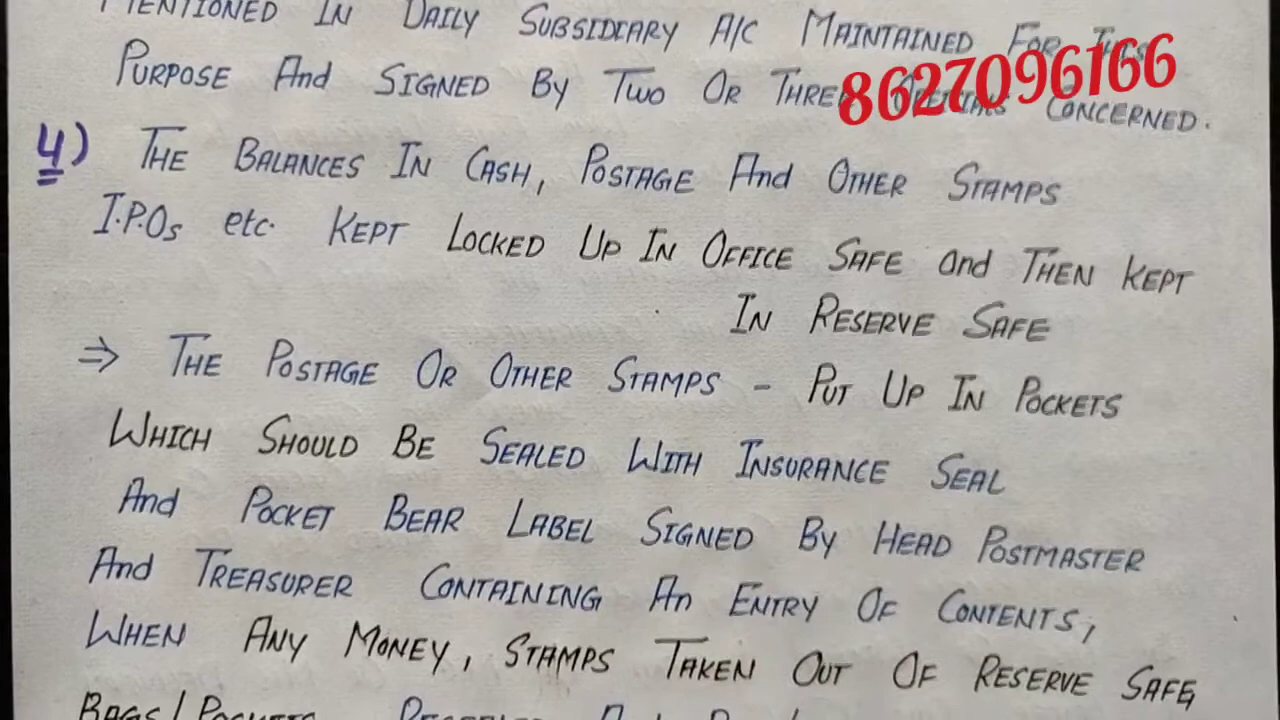 MENTIONED IN DAILY SUBSIDIARY A/C MAINTAINED FOR THIS
PURPOSE And SIGNED BY TWO OR THREE OFFICIALS CONCERNED.
8627096166
4) THE BALANCES IN CASH, POSTAGE And OTHER STAMPS
I.P.Os etc. KEPT LOCKED UP IN OFFICE SAFE and THEN KEPT
IN RESERVE SAFE
⇒ THE POSTAGE OR OTHER STAMPS - PUT UP IN POCKETS
WHICH SHOULD BE SEALED WITH INSURANCE SEAL
And POCKET BEAR LABEL SIGNED BY HEAD POSTMASTER
And TREASURER CONTAINING An ENTRY OF CONTENTS,
WHEN ANY MONEY, STAMPS TAKEN OUT OF RESERVE SAFE,
BAGS/POCKETS